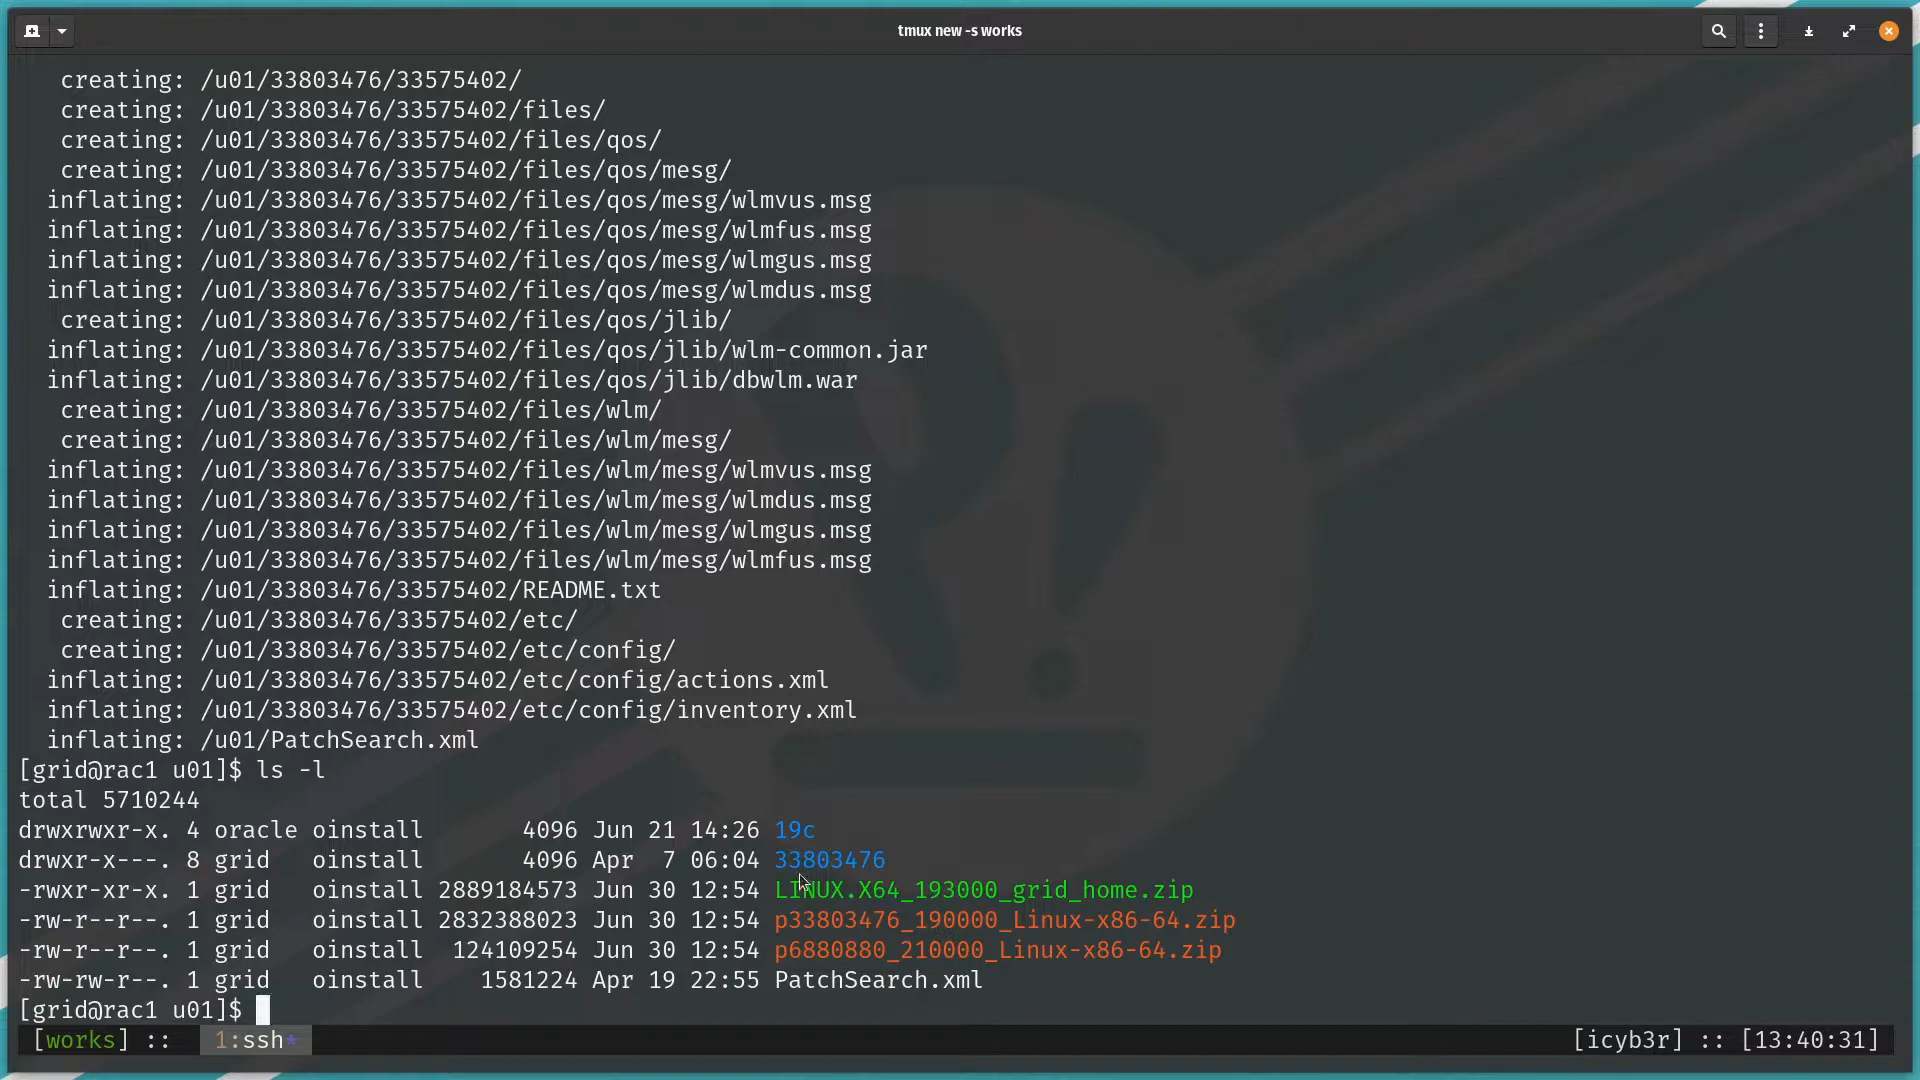 tmux new -s works
creating: /u01/33803476/33575402/
creating: /u01/33803476/33575402/files/
creating: /u01/33803476/33575402/files/qos/
creating: /u01/33803476/33575402/files/qos/mesg/
inflating: /u01/33803476/33575402/files/qos/mesg/wlmvus.msg
inflating: /u01/33803476/33575402/files/qos/mesg/wlmfus.msg
inflating: /u01/33803476/33575402/files/qos/mesg/wlmgus.msg
inflating: /u01/33803476/33575402/files/qos/mesg/wlmdus.msg
creating: /u01/33803476/33575402/files/qos/jlib/
inflating: /u01/33803476/33575402/files/qos/jlib/wlm-common.jar
inflating: /u01/33803476/33575402/files/qos/jlib/dbwlm.war
creating: /u01/33803476/33575402/files/wlm/
creating: /u01/33803476/33575402/files/wlm/mesg/
inflating: /u01/33803476/33575402/files/wlm/mesg/wlmvus.msg
inflating: /u01/33803476/33575402/files/wlm/mesg/wlmdus.msg
inflating: /u01/33803476/33575402/files/wlm/mesg/wlmgus.msg
inflating: /u01/33803476/33575402/files/wlm/mesg/wlmfus.msg
inflating: /u01/33803476/33575402/README.txt
creating: /u01/33803476/33575402/etc/
creating: /u01/33803476/33575402/etc/config/
inflating: /u01/33803476/33575402/etc/config/actions.xml
inflating: /u01/33803476/33575402/etc/config/inventory.xml
inflating: /u01/PatchSearch.xml
[grid@rac1 u01]$ ls -l
total 5710244
drwxrwxr-x. 4 oracle oinstall 4096 Jun 21 14:26 19c
drwxr-x---. 8 grid oinstall 4096 Apr 7 06:04 33803476
-rwxr-xr-x. 1 grid oinstall 2889184573 Jun 30 12:54 LINUX.X64_193000_grid_home.zip
-rw-r--r--. 1 grid oinstall 2832388023 Jun 30 12:54 p33803476_190000_Linux-x86-64.zip
-rw-r--r--. 1 grid oinstall 124109254 Jun 30 12:54 p6880880_210000_Linux-x86-64.zip
-rw-rw-r--. 1 grid oinstall 1581224 Apr 19 22:55 PatchSearch.xml
[grid@rac1 u01]$
[works] :: 1:ssh* [icyb3r] :: [13:40:31]